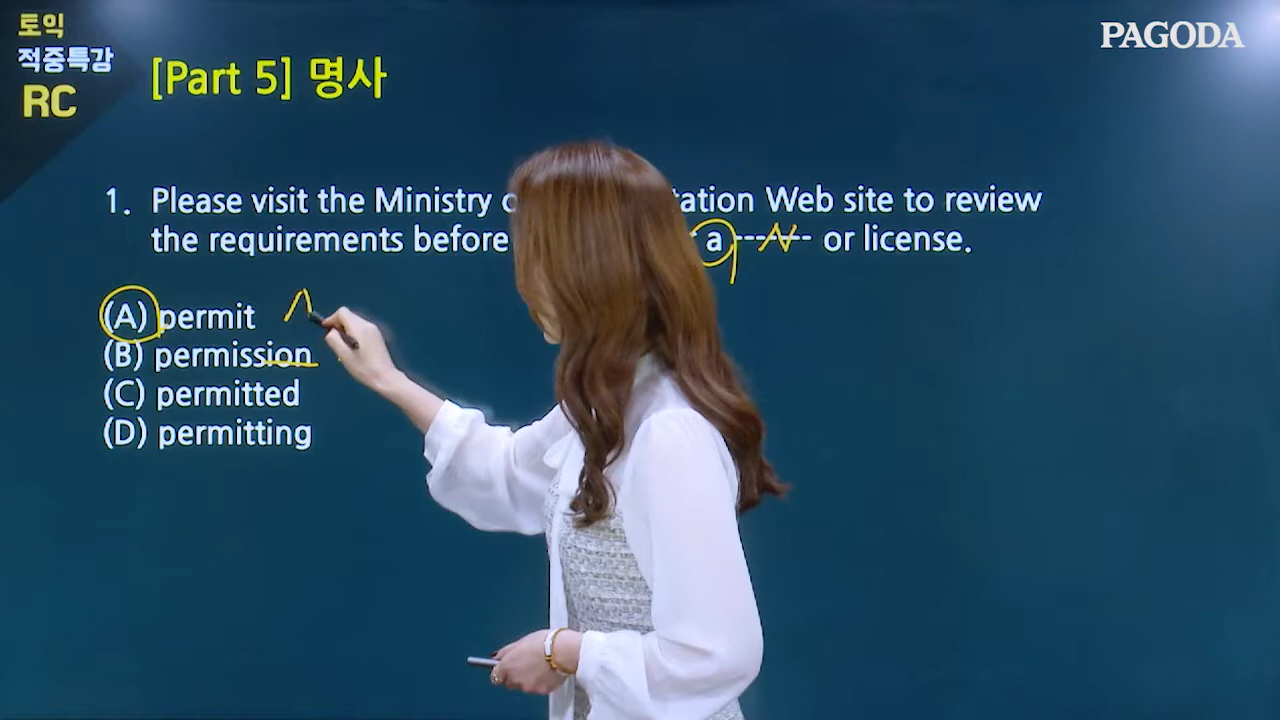 토익
적중특강
RC
PAGODA
[Part 5] 명사
1. Please visit the Ministry Web site to review
the requirements before a ------- or license.
N
(A) permit
(B) permission
(C) permitted
(D) permitting